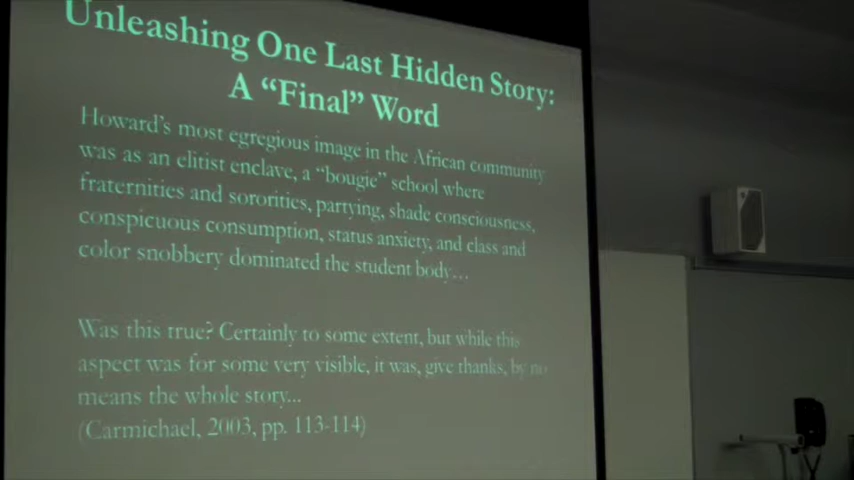 Unleashing One Last Hidden Story:
A “Final” Word
Howard’s most egregious image in the African community
was as an elitist enclave, a “bougie” school where
fraternities and sororities, partying, shade consciousness,
conspicuous consumption, status anxiety, and class and
color snobbery dominated the student body...
Was this true? Certainly to some extent, but while this
aspect was for some very visible, it was, give thanks, by no
means the whole story...
(Carmichael, 2003, pp. 113-114)